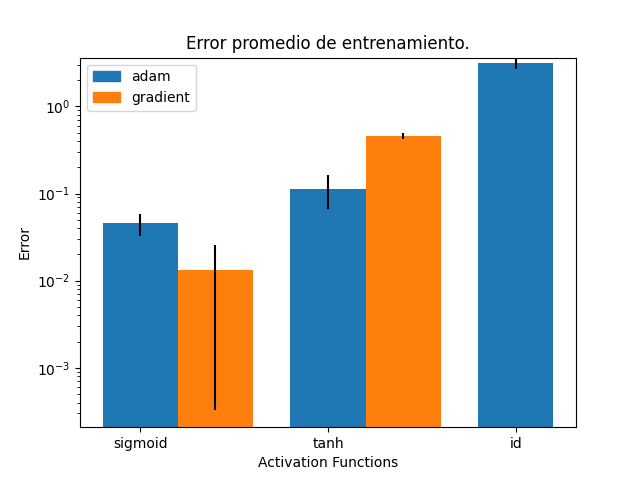 Error promedio de entrenamiento.
adam
gradient
Error
10⁰
10⁻¹
10⁻²
10⁻³
sigmoid
tanh
id
Activation Functions